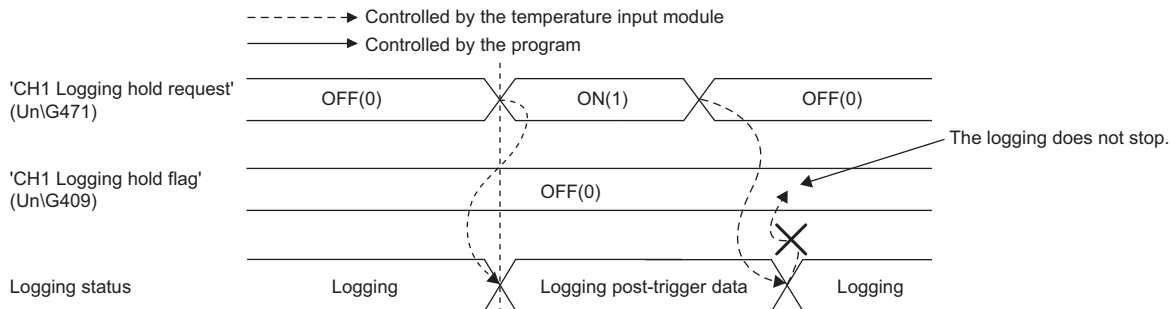 Controlled by the temperature input module
Controlled by the program
'CH1 Logging hold request'
(Un\G471)
OFF(0)
ON(1)
OFF(0)
The logging does not stop.
'CH1 Logging hold flag'
(Un\G409)
OFF(0)
Logging status
Logging
Logging post-trigger data
Logging